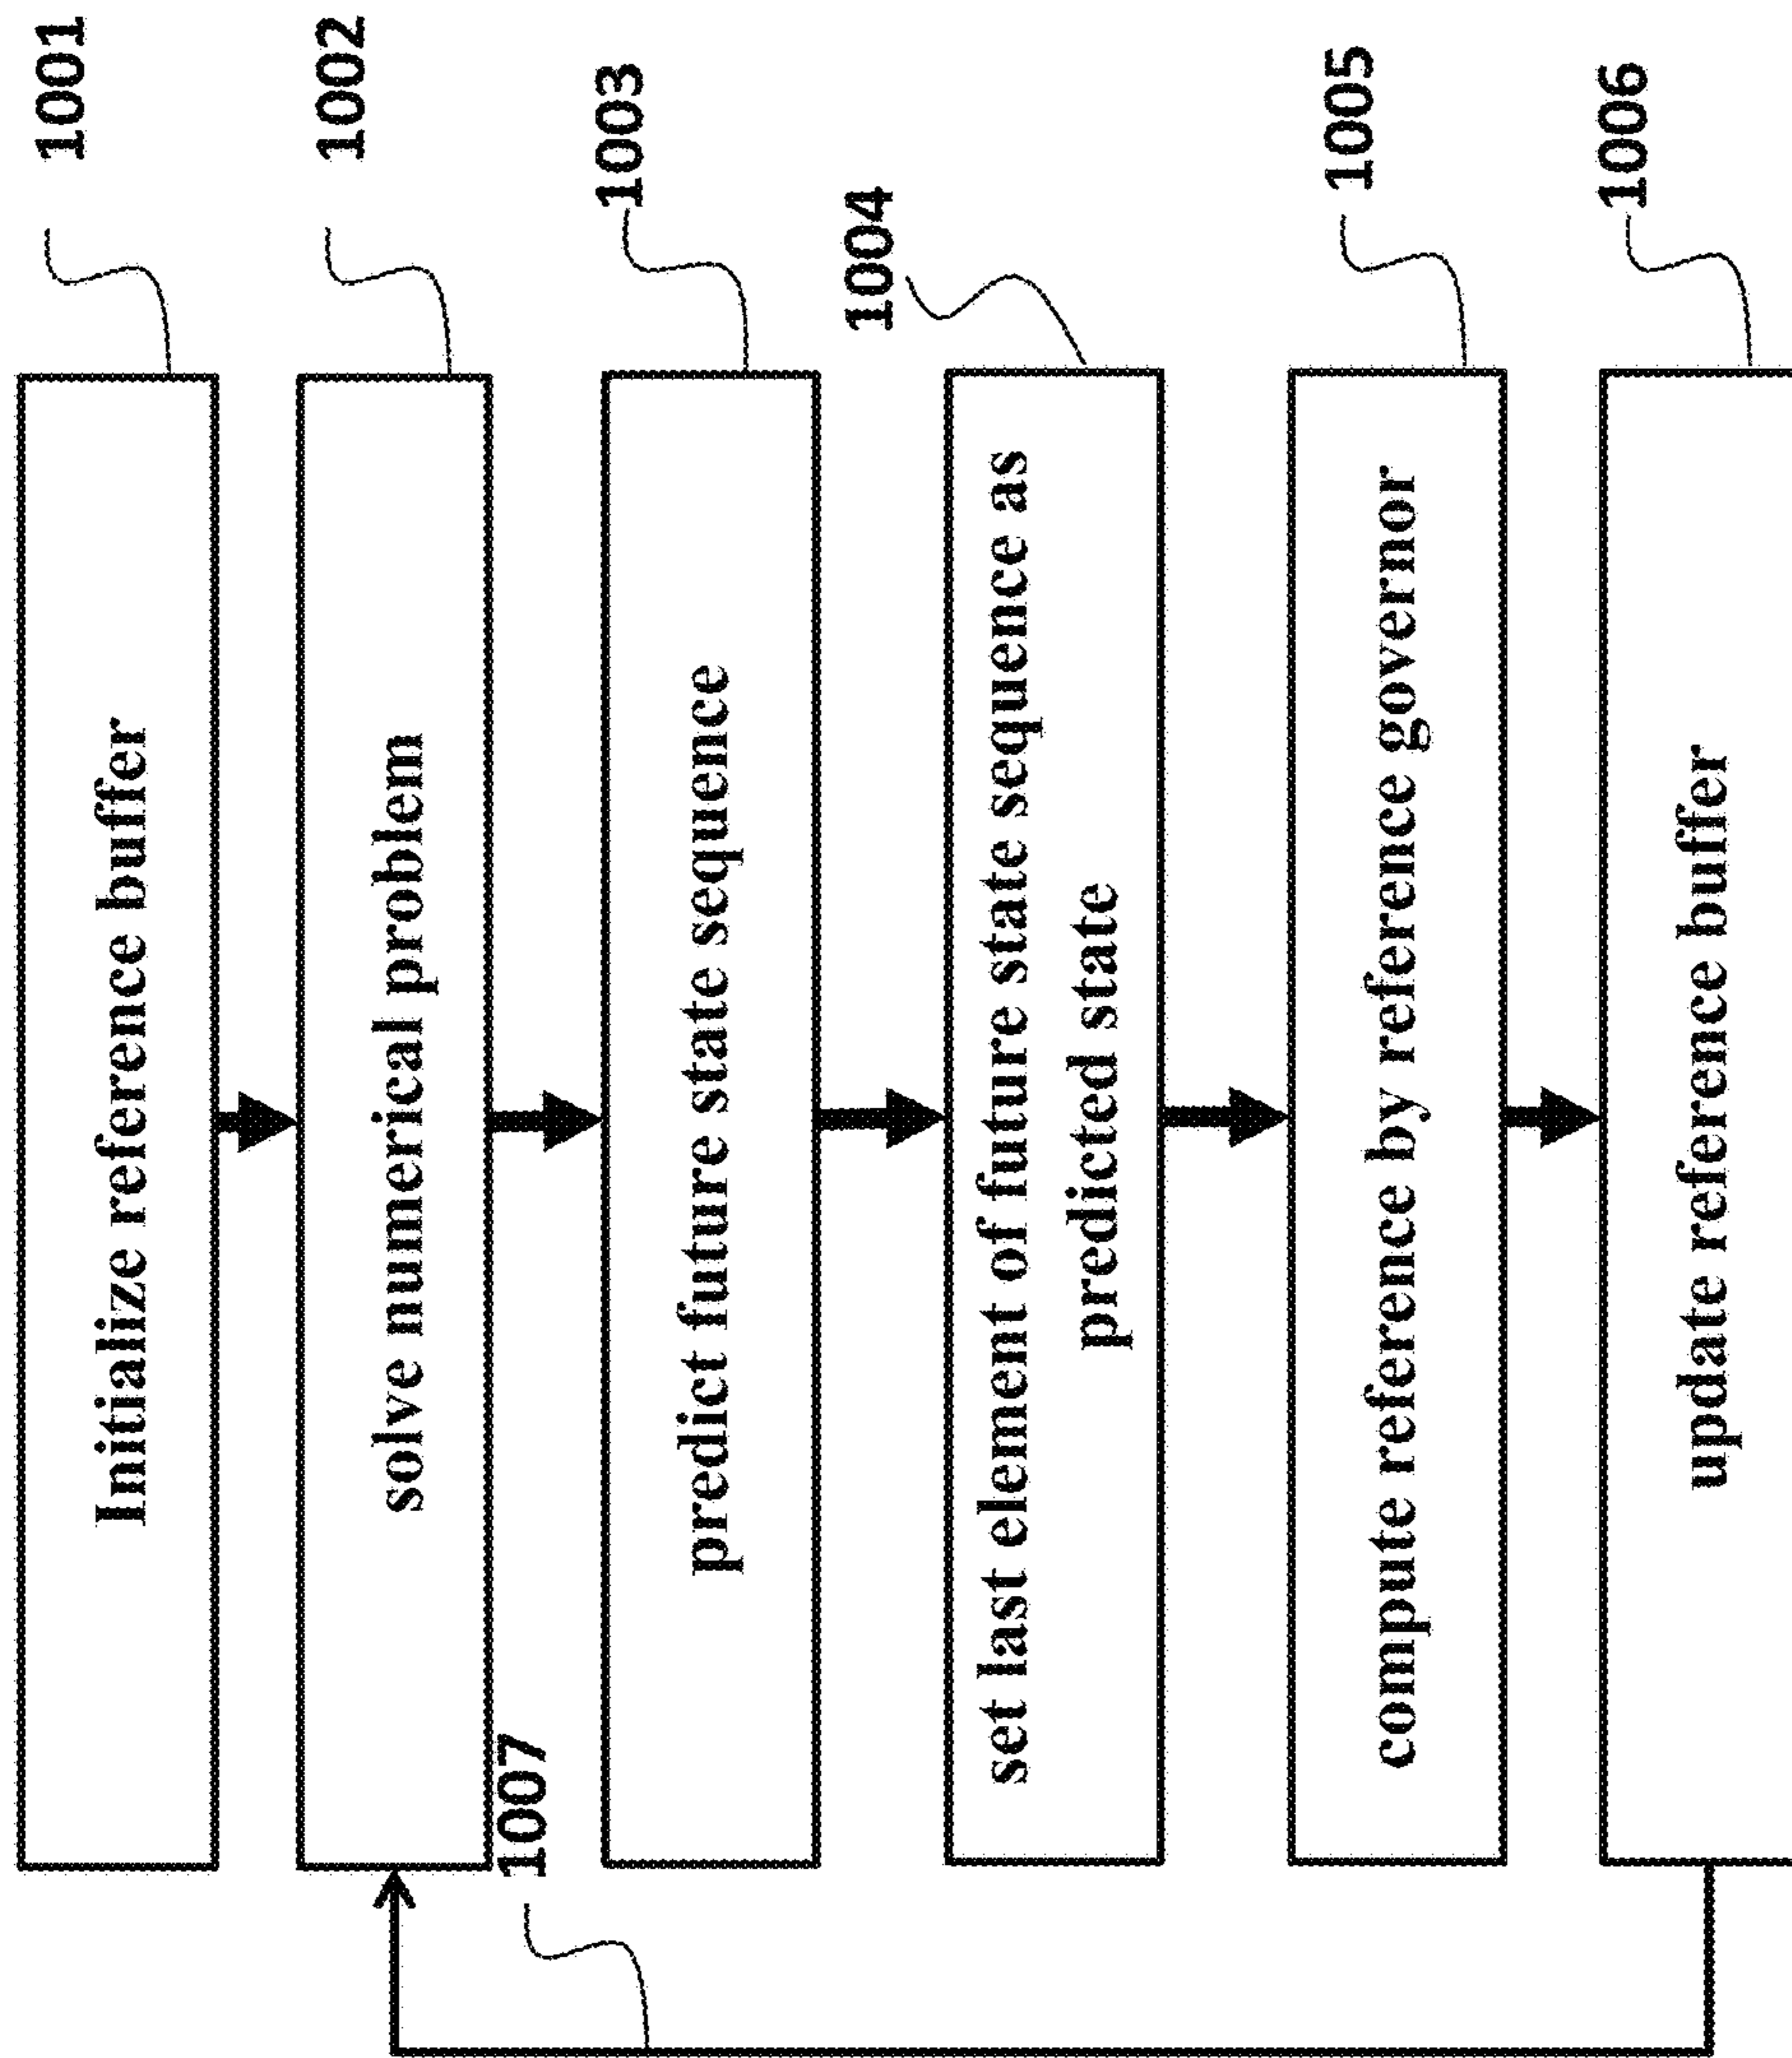 Initialize reference buffer
1001
solve numerical problem
1002
predict future state sequence
1003
set last element of future state sequence as
predicted state
1004
compute reference by reference governor
1005
update reference buffer
1006
1007